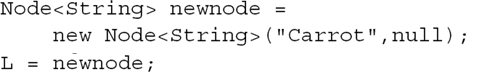 Node<String> newnode =
    new Node<String>("Carrot",null);
L = newnode;